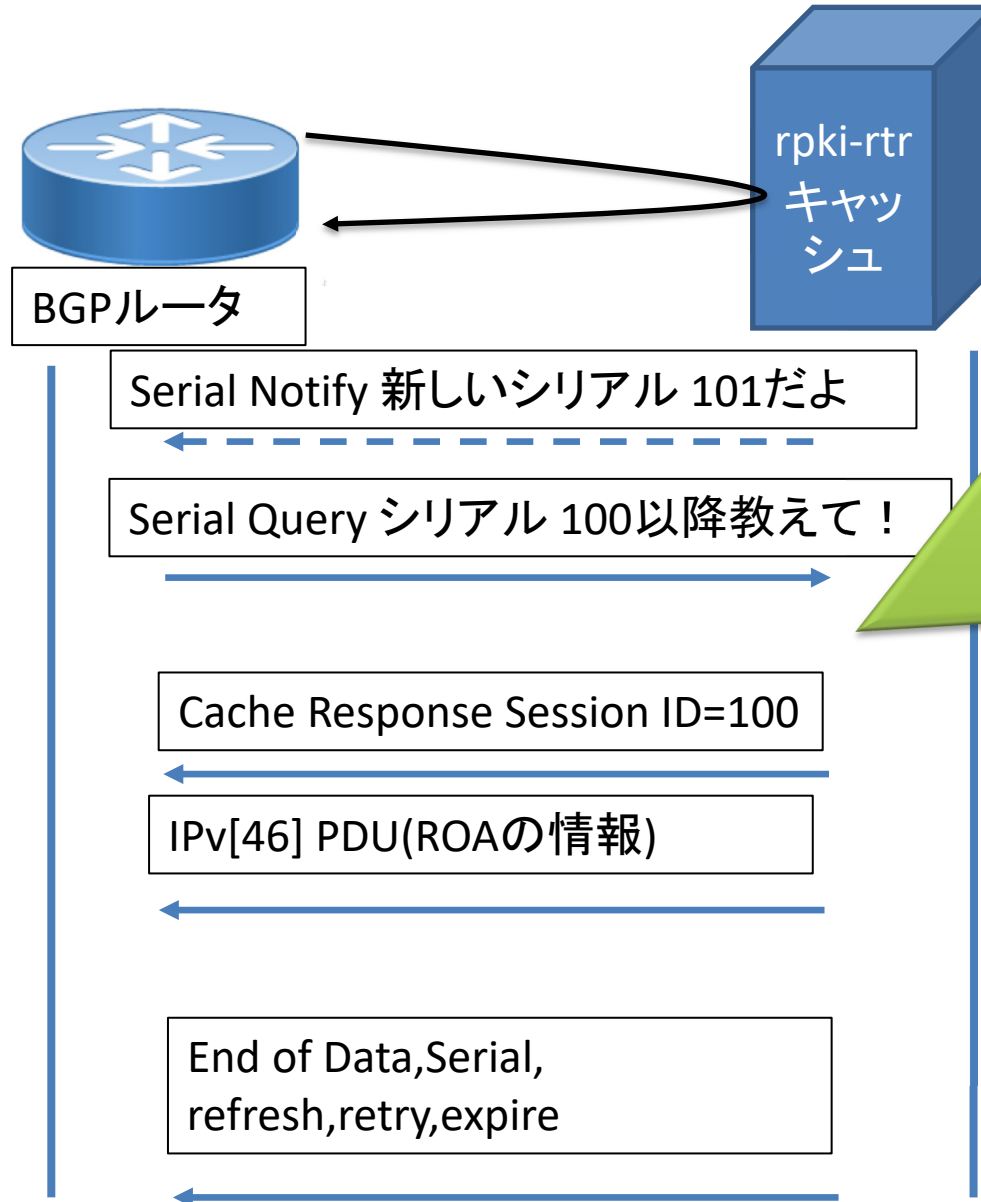 rpki-rtr
キャッ
シュ
BGPルータ
Serial Notify 新しいシリアル 101だよ
Serial Query シリアル 100以降教えて！
Cache Response Session ID=100
IPv[46] PDU(ROAの情報)
End of Data,Serial,
refresh,retry,expire